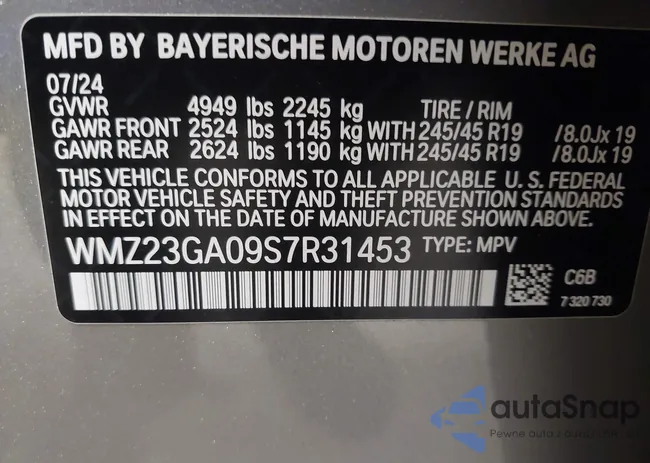 MFD BY BAYERISCHE MOTOREN WERKE AG
07/24
GVWR 4949 lbs 2245 kg TIRE / RIM
GAWR FRONT 2524 lbs 1145 kg WITH 245/45 R19 /8.0Jx 19
GAWR REAR 2624 lbs 1190 kg WITH 245/45 R19 /8.0Jx 19
THIS VEHICLE CONFORMS TO ALL APPLICABLE U. S. FEDERAL
MOTOR VEHICLE SAFETY AND THEFT PREVENTION STANDARDS
IN EFFECT ON THE DATE OF MANUFACTURE SHOWN ABOVE.
WMZ23GA09S7R31453 TYPE: MPV
C6B
7 320 730
autaSnap
Pewne auta z